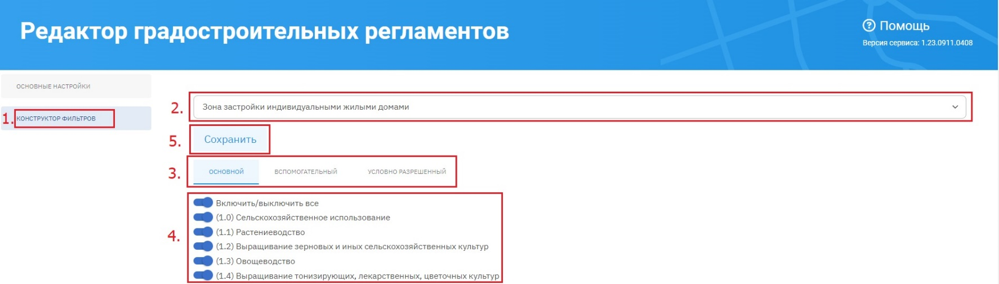 Редактор градостроительных регламентов
? Помощь
Версия сервиса: 1.23.0911.0408
ОСНОВНЫЕ НАСТРОЙКИ
1. КОНСТРУКТОР ФИЛЬТРОВ
2. Зона застройки индивидуальными жилыми домами
5. Сохранить
3. ОСНОВНОЙ ВСПОМОГАТЕЛЬНЫЙ УСЛОВНО РАЗРЕШЕННЫЙ
Включить/выключить все
(1.0) Сельскохозяйственное использование
4. (1.1) Растениеводство
(1.2) Выращивание зерновых и иных сельскохозяйственных культур
(1.3) Овощеводство
(1.4) Выращивание тонизирующих, лекарственных, цветочных культур